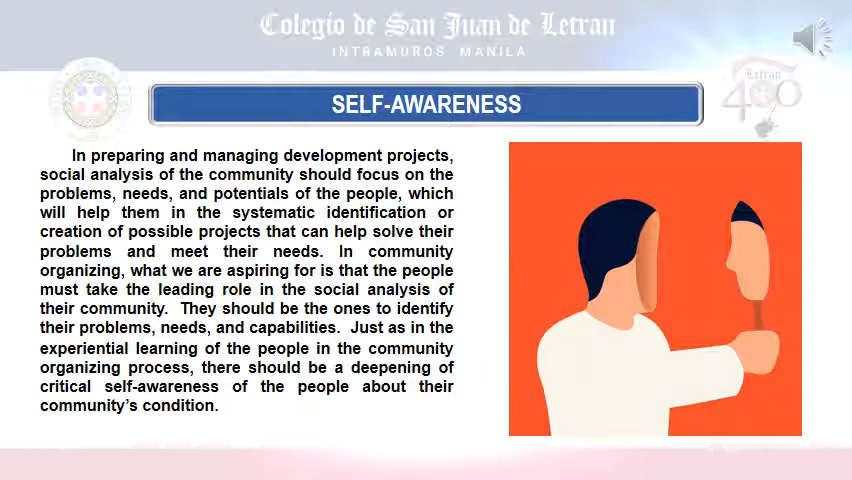 Colegio de San Juan de Letran
INTRAMUROS MANILA
Letran
400
SELF-AWARENESS
In preparing and managing development projects,
social analysis of the community should focus on the
problems, needs, and potentials of the people, which
will help them in the systematic identification or
creation of possible projects that can help solve their
problems and meet their needs. In community
organizing, what we are aspiring for is that the people
must take the leading role in the social analysis of
their community. They should be the ones to identify
their problems, needs, and capabilities. Just as in the
experiential learning of the people in the community
organizing process, there should be a deepening of
critical self-awareness of the people about their
community's condition.